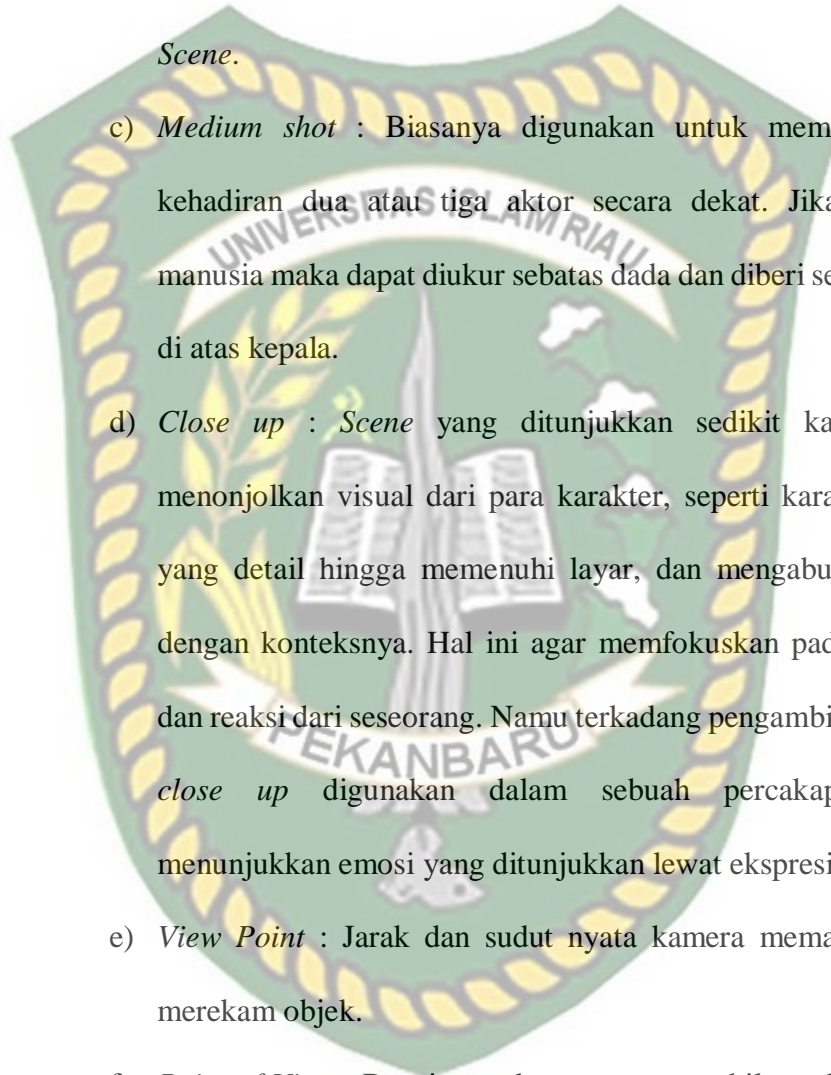 Scene.
c) Medium shot : Biasanya digunakan untuk mem
kehadiran dua atau tiga aktor secara dekat. Jika
UNIVERSITAS ISLAM RIAU
manusia maka dapat diukur sebatas dada dan diberi se
di atas kepala.
d) Close up : Scene yang ditunjukkan sedikit ka
menonjolkan visual dari para karakter, seperti kara
yang detail hingga memenuhi layar, dan mengabu
dengan konteksnya. Hal ini agar memfokuskan pad
dan reaksi dari seseorang. Namu terkadang pengambi
PEKANBARU
close up digunakan dalam sebuah percakap
menunjukkan emosi yang ditunjukkan lewat ekspresi
e) View Point : Jarak dan sudut nyata kamera mema
merekam objek.